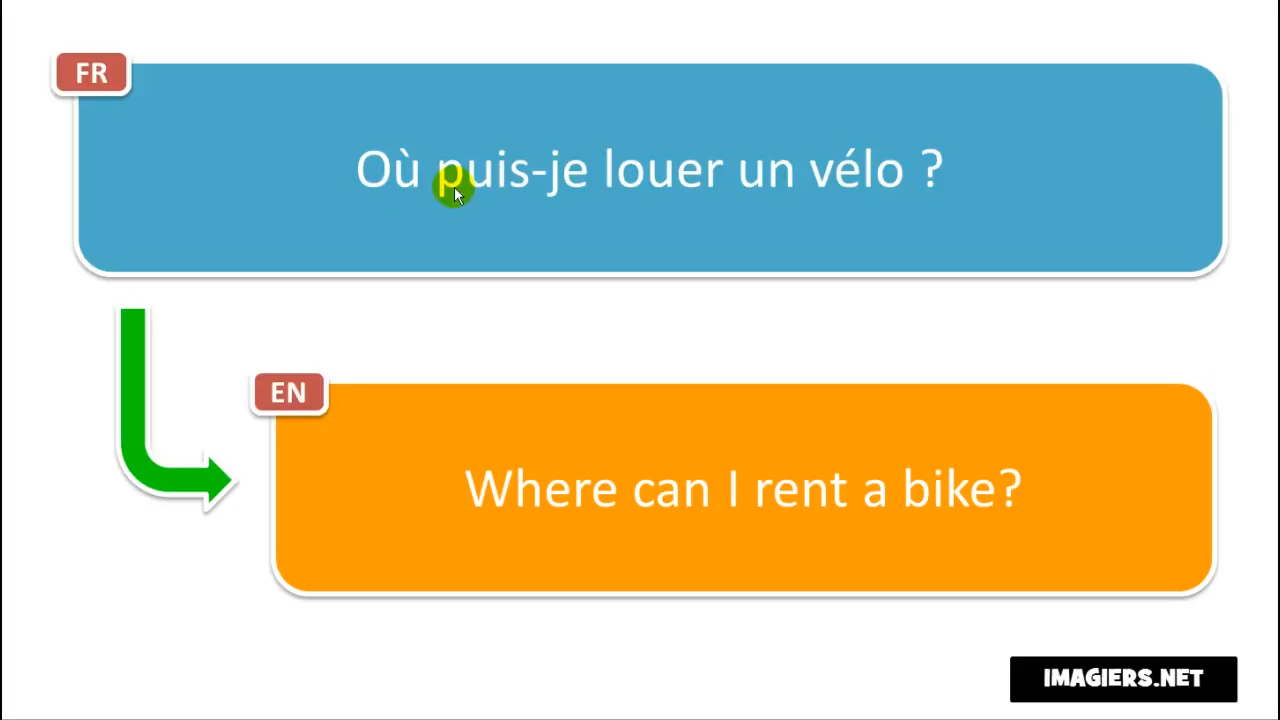 FR
Où puis-je louer un vélo ?
EN
Where can I rent a bike?
IMAGIERS.NET